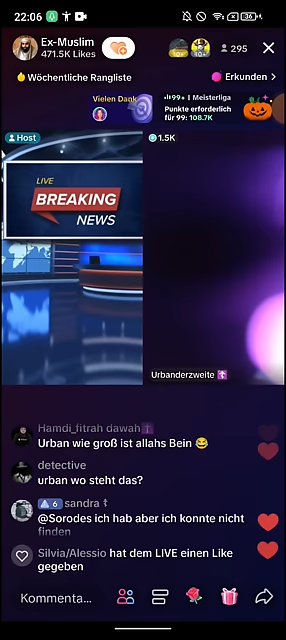 22:06
36
Ex-Muslim
471.5K Likes
295
Wöchentliche Rangliste
Erkunden
Vielen Dank
99+ | Meisterliga
Punkte erforderlich
für 99: 108.7K
Host
1.5K
LIVE
BREAKING
NEWS
Urbanderzweite
Hamdi_fitrah dawah
Urban wie groß ist allahs Bein 😂
detective
urban wo steht das?
6 sandra
@Sorodes ich hab aber ich konnte nicht
finden
Silvia/Alessio hat dem LIVE einen Like
gegeben
Kommenta...